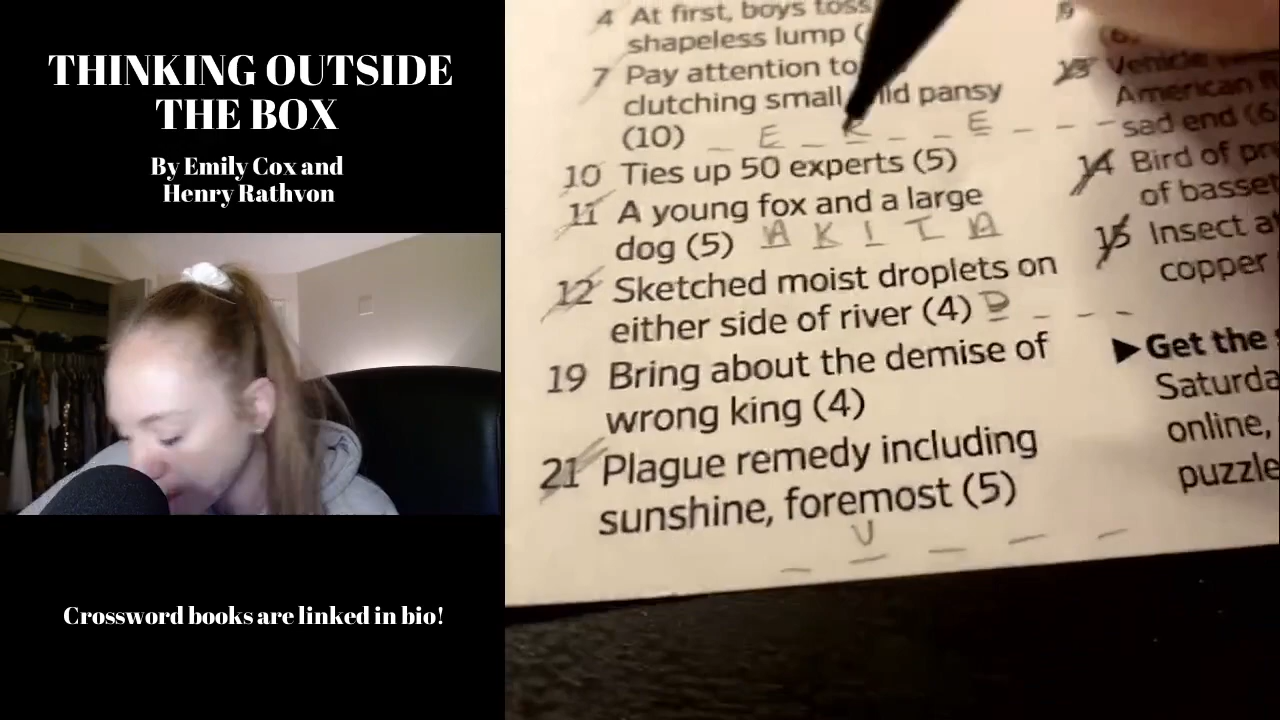 THINKING OUTSIDE
THE BOX
By Emily Cox and
Henry Rathvon
Crossword books are linked in bio!
4 At first, boys toss
shapeless lump (
7 Pay attention to
clutching small pansy
(10) _ E _ R _ _ E _ _ _
10 Ties up 50 experts (5)
11 A young fox and a large
dog (5) A K I T A
12 Sketched moist droplets on
either side of river (4) D _ _ _
19 Bring about the demise of
wrong king (4)
21 Plague remedy including
sunshine, foremost (5)
_ U _ _ _
(6
13 Vehicle
American
sad end (6
14 Bird of pr
of basset
15 Insect a
copper
▶Get the
Saturda
online,
puzzle